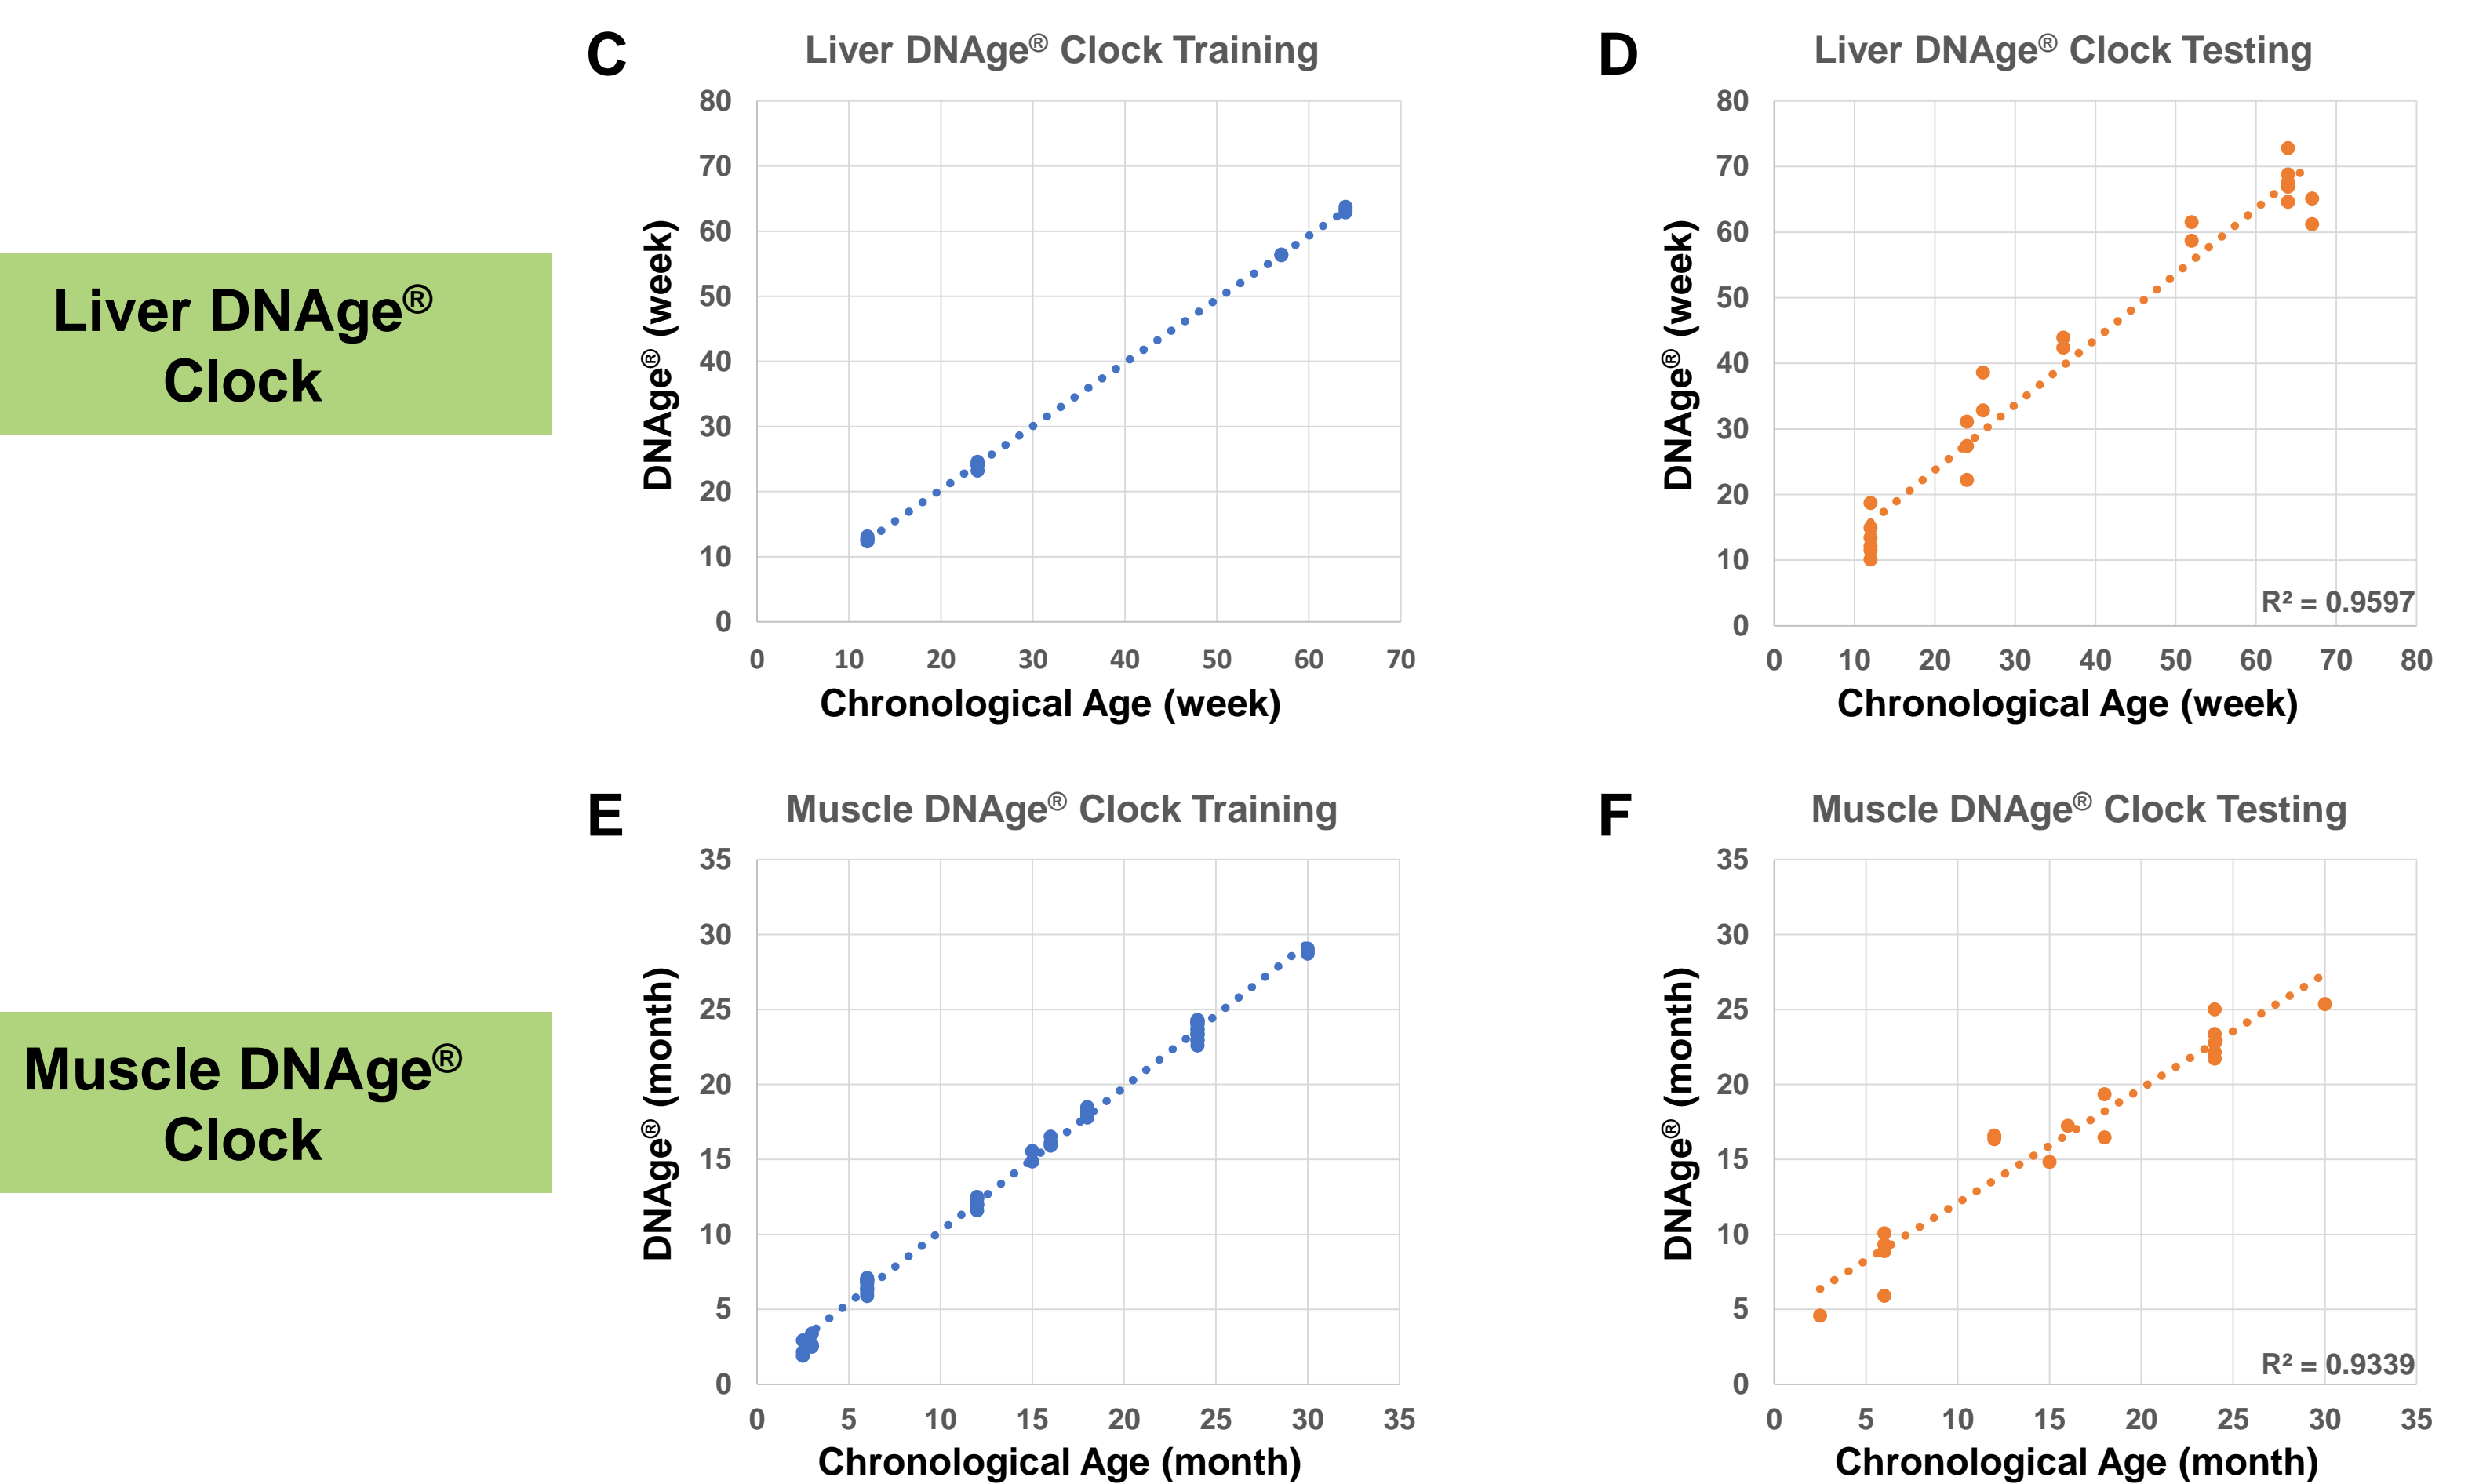 C
Liver DNAge® Clock Training
80
70
60
50
40
30
20
10
0
DNAge® (week)
0 10 20 30 40 50 60 70
Chronological Age (week)
D
Liver DNAge® Clock Testing
80
70
60
50
40
30
20
10
0
DNAge® (week)
R² = 0.9597
0 10 20 30 40 50 60 70 80
Chronological Age (week)
Liver DNAge®
Clock
E
Muscle DNAge® Clock Training
35
30
25
20
15
10
5
0
DNAge® (month)
0 5 10 15 20 25 30 35
Chronological Age (month)
F
Muscle DNAge® Clock Testing
35
30
25
20
15
10
5
0
DNAge® (month)
R² = 0.9339
0 5 10 15 20 25 30 35
Chronological Age (month)
Muscle DNAge®
Clock